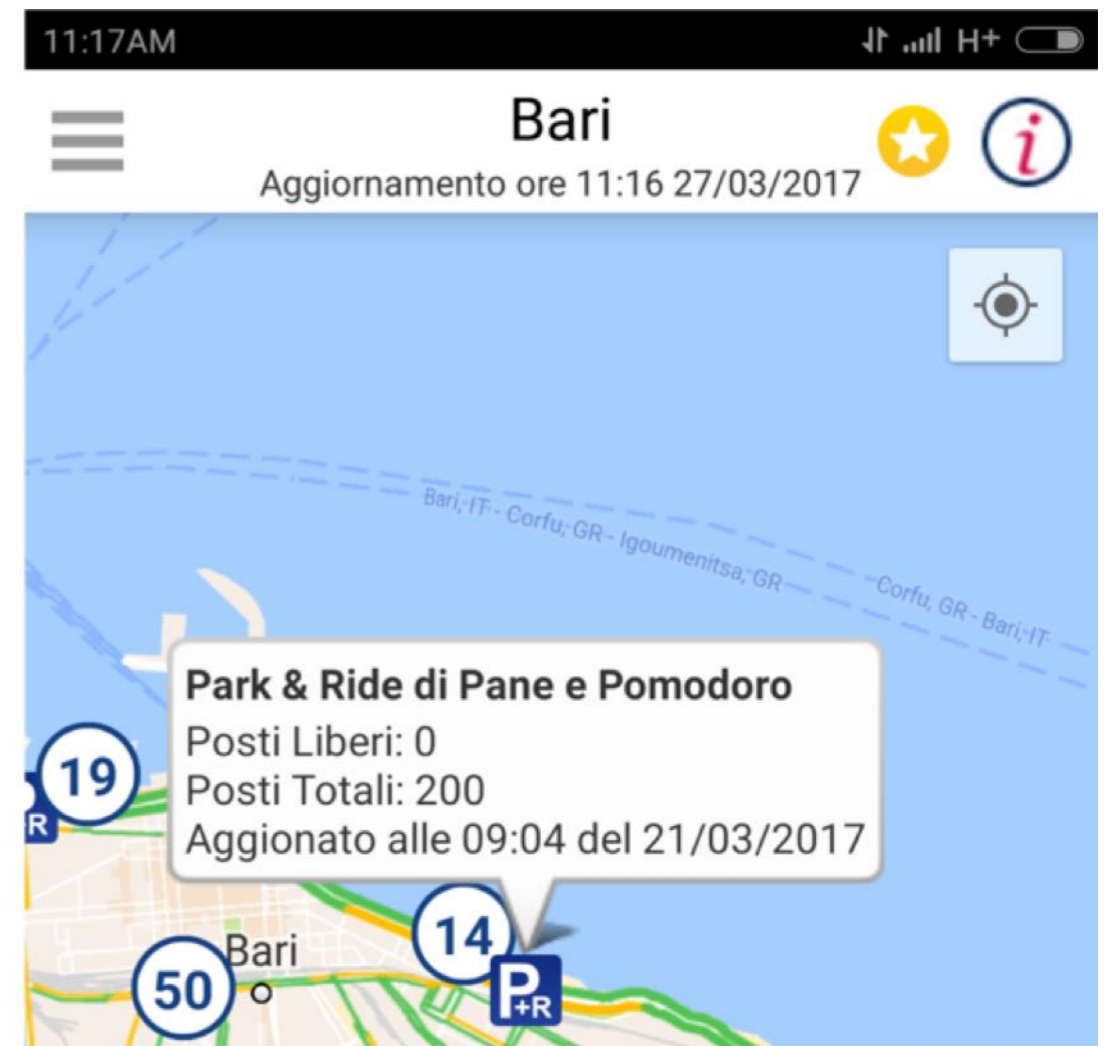 11:17AM
H+
Bari
i
Aggiornamento ore 11:16 27/03/2017
Bari, IT - Corfu, GR - Igoumenitsa, GR
Corfu, GR - Bari, IT
Park & Ride di Pane e Pomodoro
Posti Liberi: 0
Posti Totali: 200
Aggionato alle 09:04 del 21/03/2017
19
R
14
Bari
50
P+R